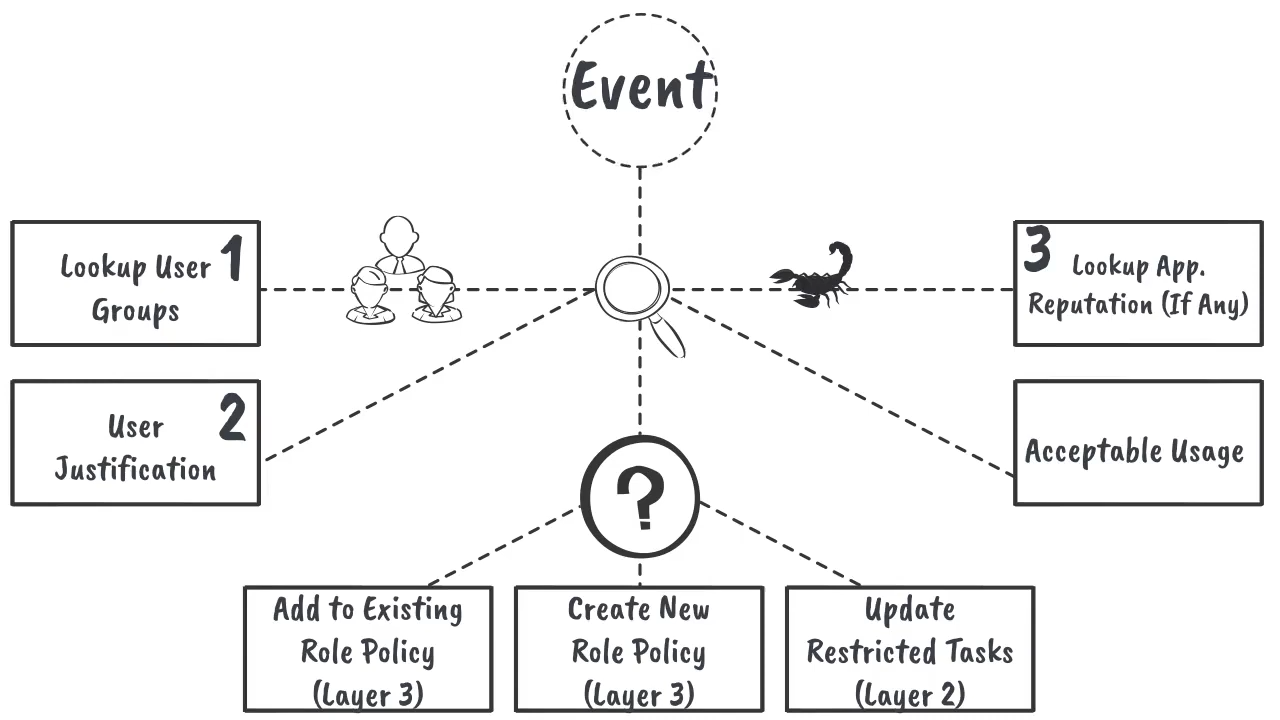 Event
1
Lookup User
Groups
3
Lookup App.
Reputation (If Any)
2
User
Justification
Acceptable Usage
?
Add to Existing
Role Policy
(Layer 3)
Create New
Role Policy
(Layer 3)
Update
Restricted Tasks
(Layer 2)